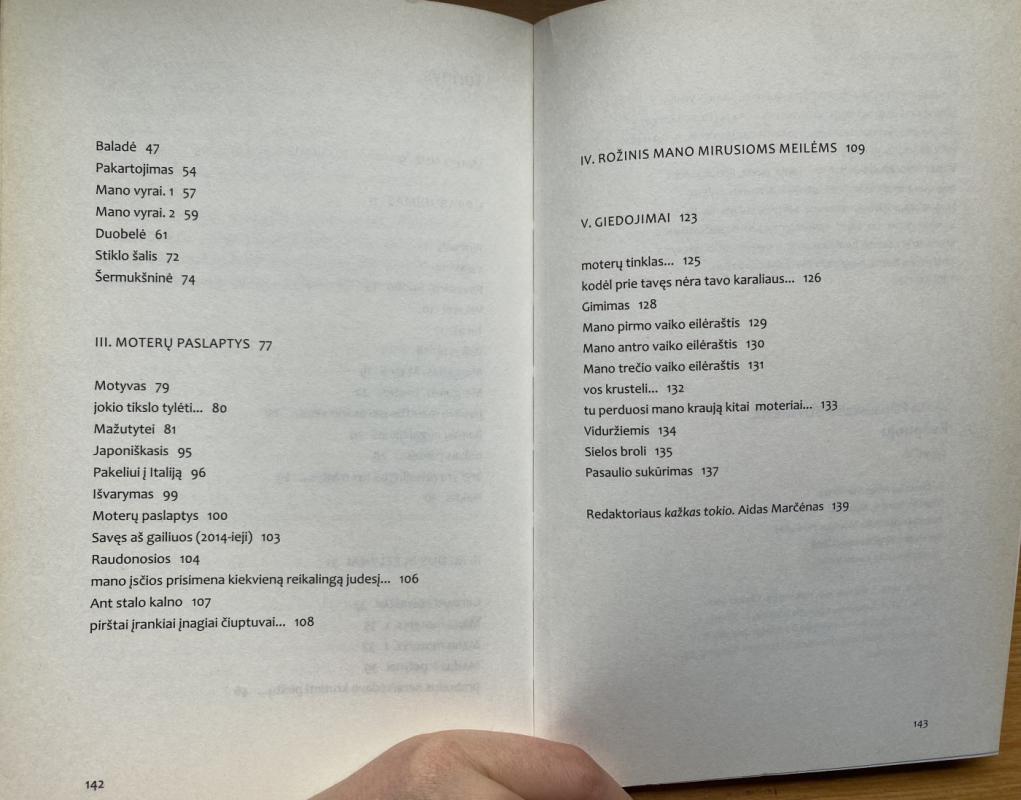 Baladė 47
Pakartojimas 54
Mano vyrai. 1 57
Mano vyrai. 2 59
Duobelė 61
Stiklo šalis 72
Šermukšninė 74
III. MOTERŲ PASLAPTYS 77
Motyvas 79
jokio tikslo tylėti... 80
Mažutytei 81
Japoniškasis 95
Pakeliui į Italiją 96
Išvarymas 99
Moterų paslaptys 100
Savęs aš gailiuos (2014-ieji) 103
Raudonosios 104
mano įsčios prisimena kiekvieną reikalingą judesį... 106
Ant stalo kalno 107
pirštai įrankiai įnagiai čiuptuvai... 108
142
IV. ROŽINIS MANO MIRUSIOMS MEILĖMS 109
V. GIEDOJIMAI 123
moterų tinklas... 125
kodėl prie tavęs nėra tavo karaliaus... 126
Gimimas 128
Mano pirmo vaiko eilėraštis 129
Mano antro vaiko eilėraštis 130
Mano trečio vaiko eilėraštis 131
vos krusteli... 132
tu perduosi mano kraują kitai moteriai... 133
Viduržiemis 134
Sielos broli 135
Pasaulio sukūrimas 137
Redaktoriaus kažkas tokio. Aidas Marčėnas 139
143